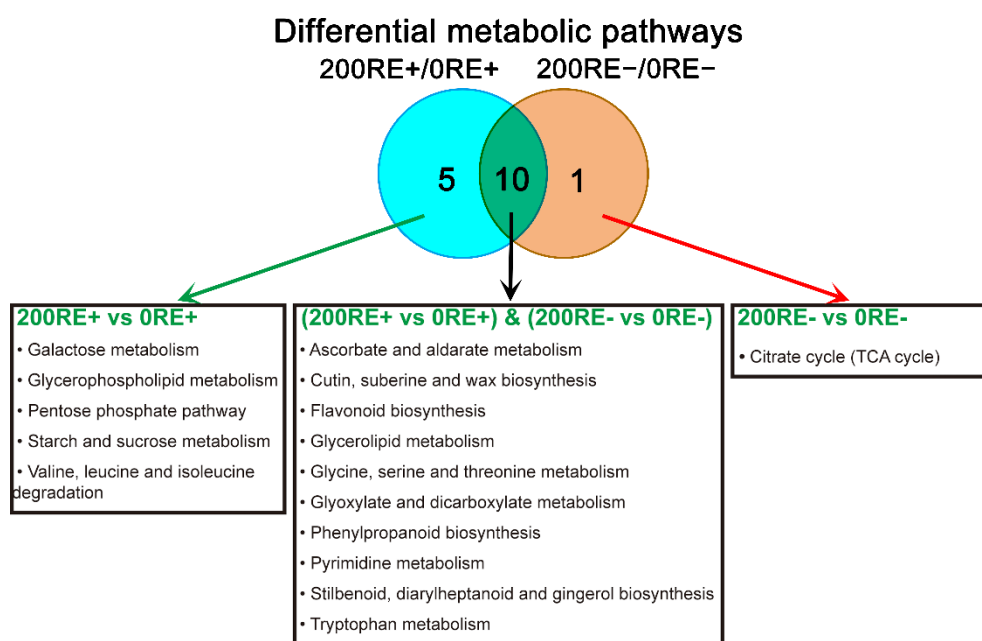 Differential metabolic pathways
200RE+/0RE+ 200RE−/0RE−
5 10 1
200RE+ vs 0RE+
• Galactose metabolism
• Glycerophospholipid metabolism
• Pentose phosphate pathway
• Starch and sucrose metabolism
• Valine, leucine and isoleucine
degradation
(200RE+ vs 0RE+) & (200RE- vs 0RE-)
• Ascorbate and aldarate metabolism
• Cutin, suberine and wax biosynthesis
• Flavonoid biosynthesis
• Glycerolipid metabolism
• Glycine, serine and threonine metabolism
• Glyoxylate and dicarboxylate metabolism
• Phenylpropanoid biosynthesis
• Pyrimidine metabolism
• Stilbenoid, diarylheptanoid and gingerol biosynthesis
• Tryptophan metabolism
200RE- vs 0RE-
• Citrate cycle (TCA cycle)